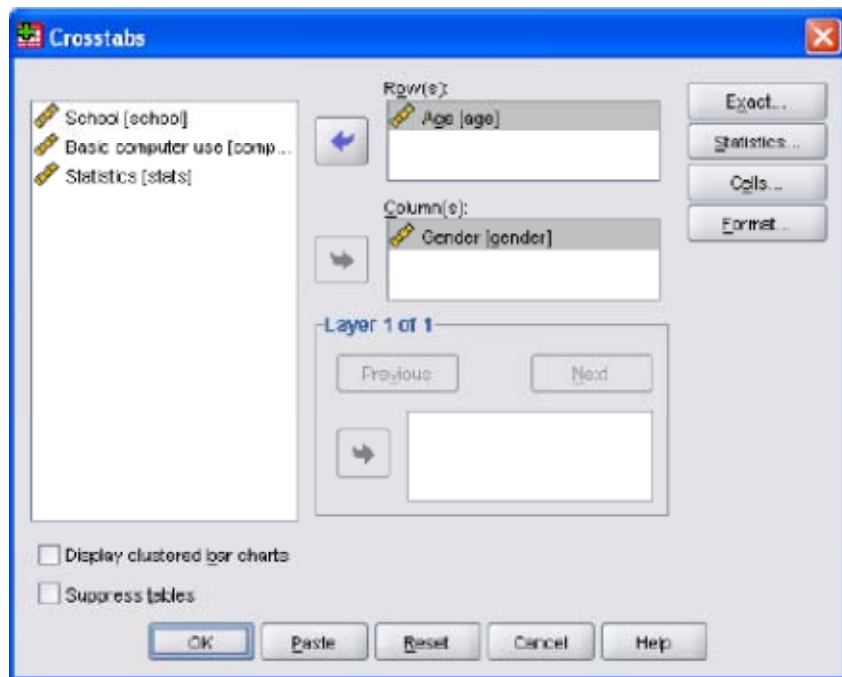 Crosstabs
School [school]
Basic computer use [comp...
Statistics [stats]
Row(s):
Age [age]
Column(s):
Gender [gender]
Layer 1 of 1
Previous
Next
Exact...
Statistics...
Cells...
Format...
Display clustered bar charts
Suppress tables
OK
Paste
Reset
Cancel
Help